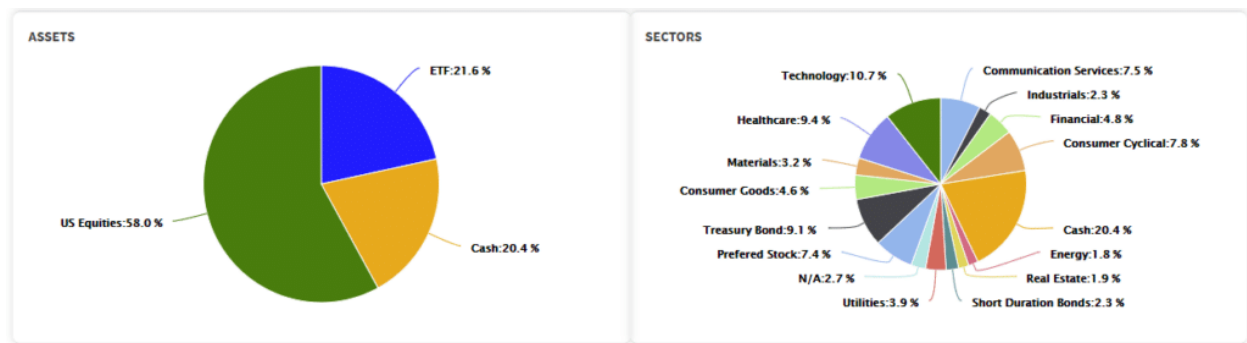 ASSETS
ETF:21.6 %
US Equities:58.0 %
Cash:20.4 %
SECTORS
Technology:10.7 %
Communication Services:7.5 %
Industrials:2.3 %
Healthcare:9.4 %
Financial:4.8 %
Consumer Cyclical:7.8 %
Materials:3.2 %
Consumer Goods:4.6 %
Treasury Bond:9.1 %
Cash:20.4 %
Prefered Stock:7.4 %
Energy:1.8 %
N/A:2.7 %
Real Estate:1.9 %
Utilities:3.9 %
Short Duration Bonds:2.3 %